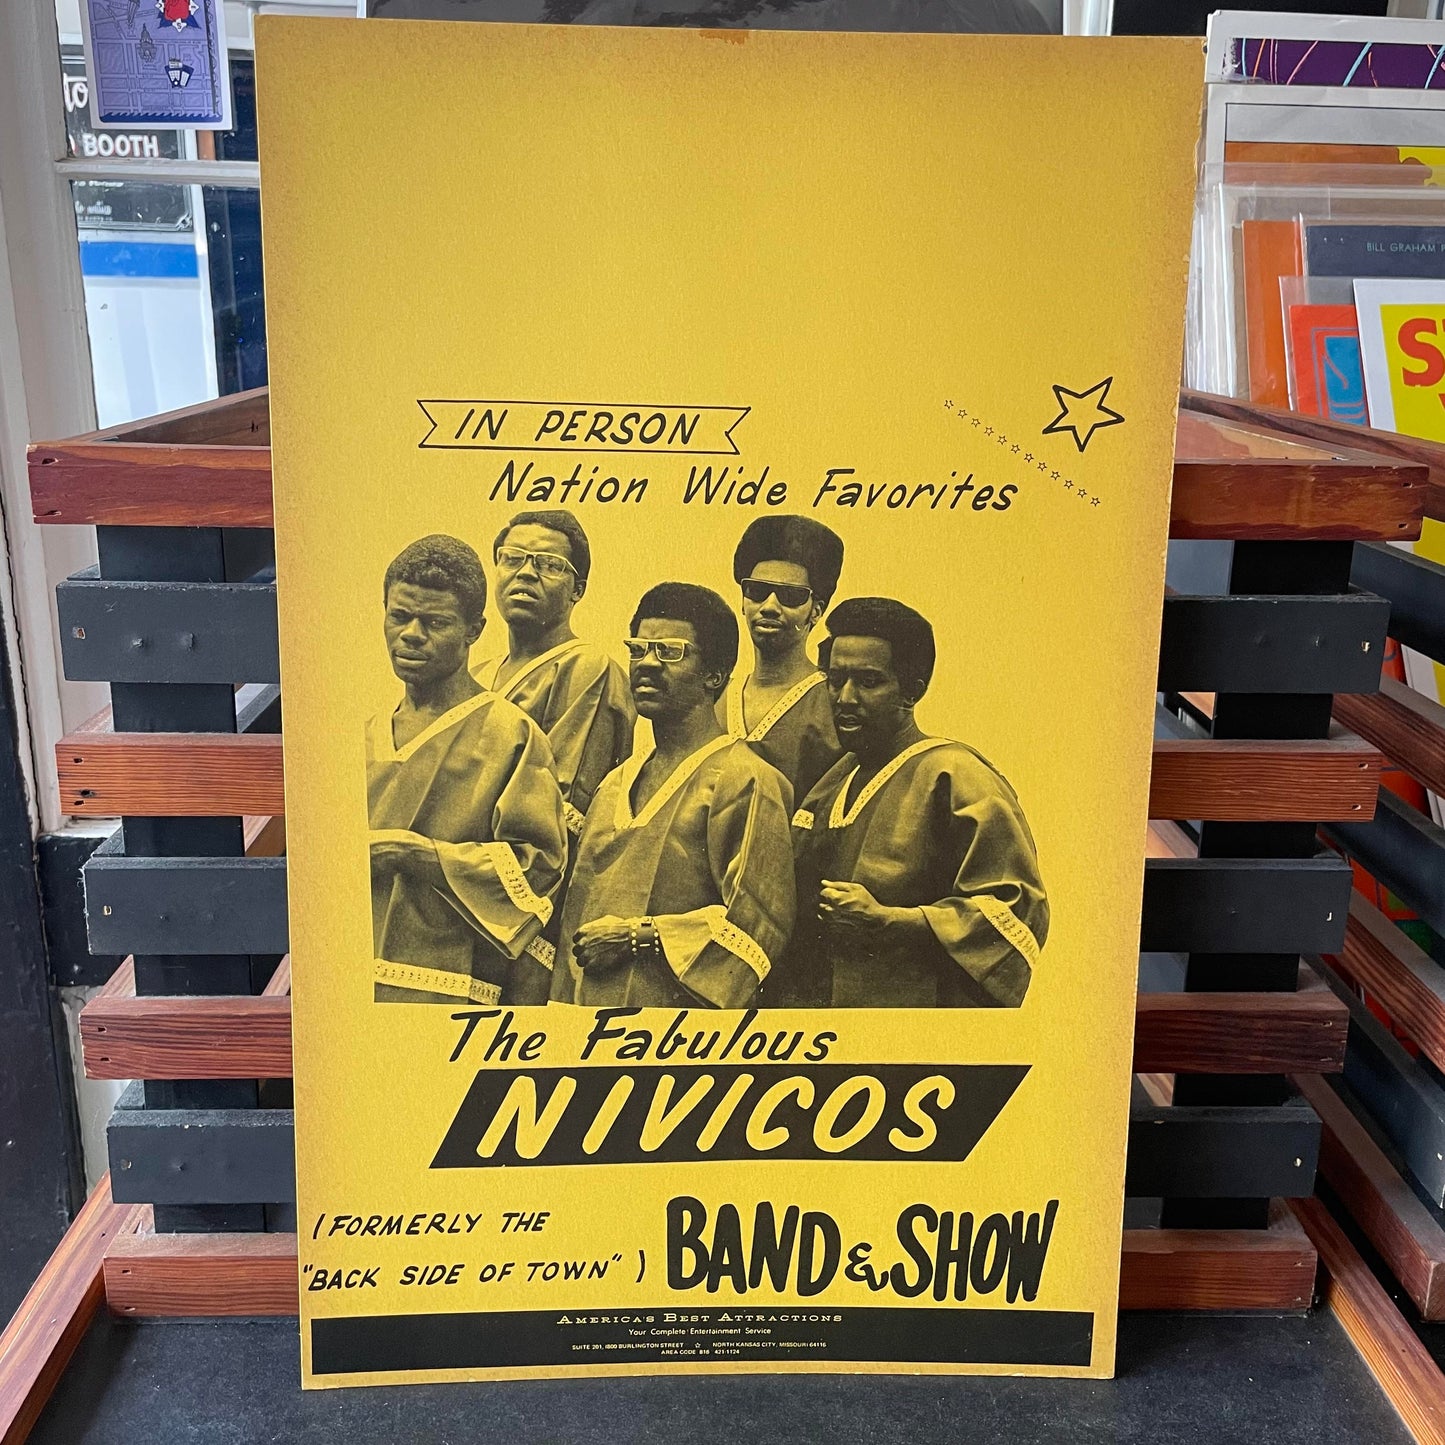 BOOTH
BILL GRAHAM
IN PERSON
Nation Wide Favorites
The Fabulous
NIVICOS
(FORMERLY THE
"BACK SIDE OF TOWN")
BAND & SHOW
AMERICA'S BEST ATTRACTIONS
Your Complete Entertainment Service
SUITE 201, 1800 BURLINGTON STREET ☆ NORTH KANSAS CITY, MISSOURI 64116
AREA CODE 816 421-1124